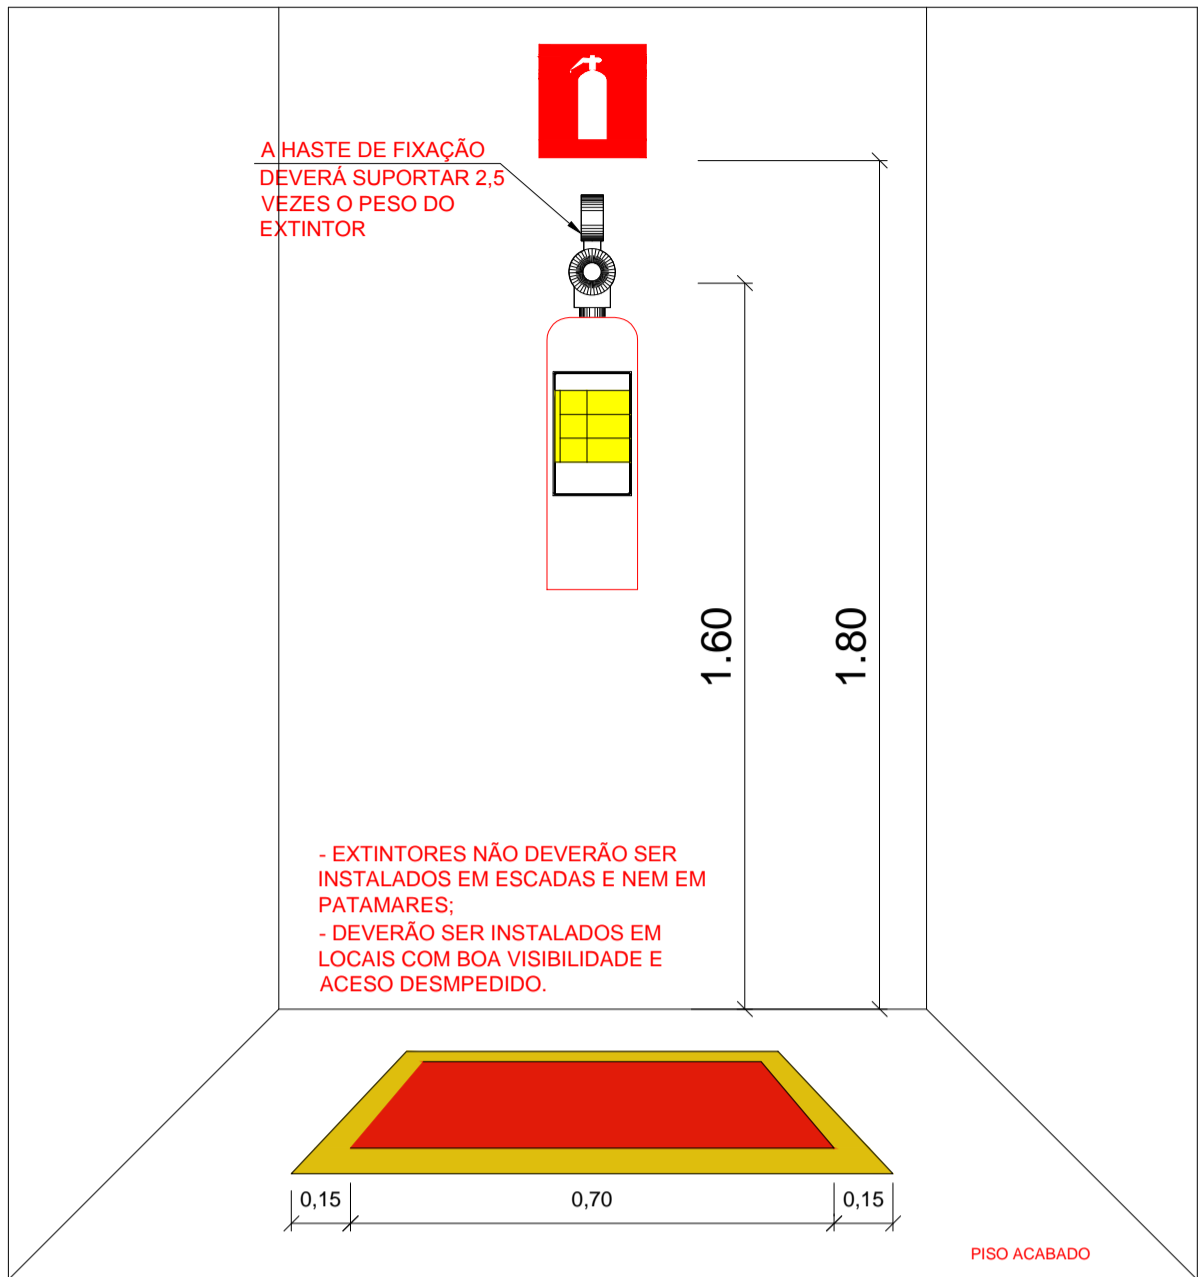 A HASTE DE FIXAÇÃO
DEVERÁ SUPORTAR 2,5
VEZES O PESO DO
EXTINTOR
1.60
1.80
- EXTINTORES NÃO DEVERÃO SER
INSTALADOS EM ESCADAS E NEM EM
PATAMARES;
- DEVERÃO SER INSTALADOS EM
LOCAIS COM BOA VISIBILIDADE E
ACESO DESMPEDIDO.
0,15
0,70
0,15
PISO ACABADO